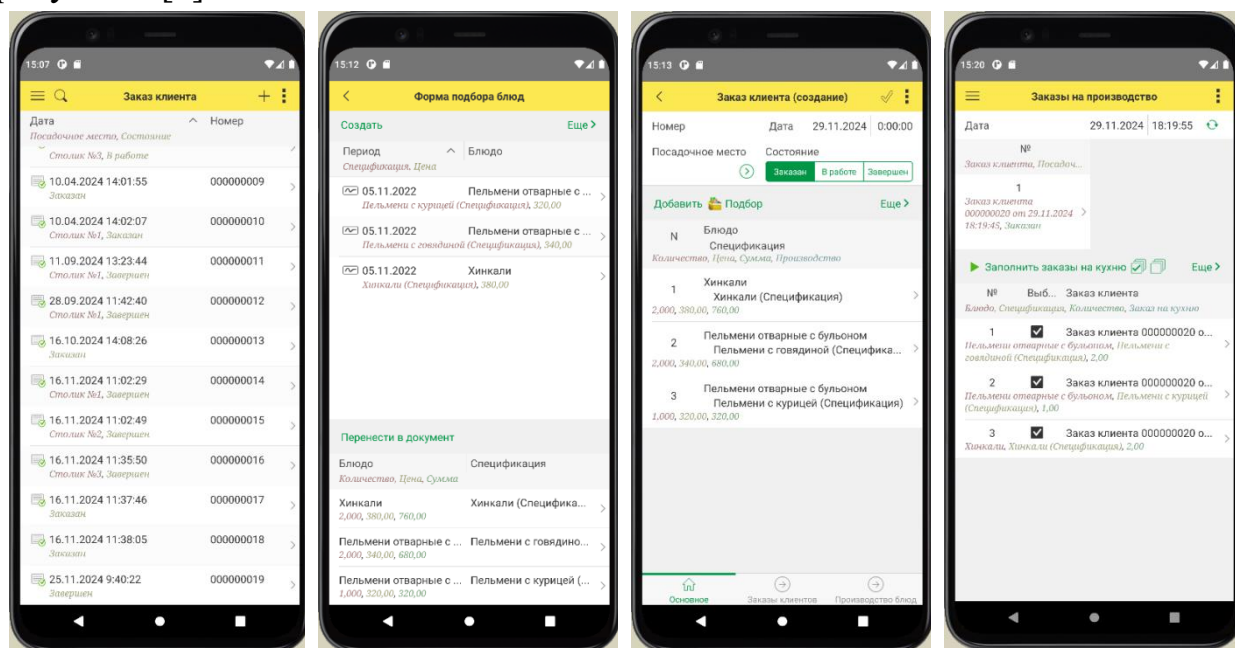 15:07
Заказ клиента
Дата Номер
Посадочное место, Состояние
Столик №3, В работе
10.04.2024 14:01:55 000000009
Заказан
10.04.2024 14:02:07 000000010
Столик №1, Заказан
11.09.2024 13:23:44 000000011
Столик №1, Завершен
28.09.2024 11:42:40 000000012
Столик №1, Завершен
16.10.2024 14:08:26 000000013
Заказан
16.11.2024 11:02:29 000000014
Столик №1, Завершен
16.11.2024 11:02:49 000000015
Столик №2, Завершен
16.11.2024 11:35:50 000000016
Столик №3, Завершен
16.11.2024 11:37:46 000000017
Заказан
16.11.2024 11:38:05 000000018
Заказан
25.11.2024 9:40:22 000000019
Завершен
15:12
Форма подбора блюд
Создать Еще
Период Блюдо
Спецификация, Цена
05.11.2022 Пельмени отварные с ...
Пельмени с курицей (Спецификация), 320,00
05.11.2022 Пельмени отварные с ...
Пельмени с говядиной (Спецификация), 340,00
05.11.2022 Хинкали
Хинкали (Спецификация), 380,00
Перенести в документ
Блюдо Спецификация
Количество, Цена, Сумма
Хинкали Хинкали (Специфика...
2,000, 380,00, 760,00
Пельмени отварные с ... Пельмени с говядино...
2,000, 340,00, 680,00
Пельмени отварные с ... Пельмени с курицей (...
1,000, 320,00, 320,00
15:13
Заказ клиента (создание)
Номер Дата 29.11.2024 0:00:00
Посадочное место Состояние
Заказан В работе Завершен
Добавить Подбор Еще
N Блюдо
Спецификация
Количество, Цена, Сумма, Производство
1 Хинкали
Хинкали (Спецификация)
2,000, 380,00, 760,00
Пельмени отварные с бульоном
2 Пельмени с говядиной (Специфика...
2,000, 340,00, 680,00
Пельмени отварные с бульоном
3 Пельмени с курицей (Спецификация)
1,000, 320,00, 320,00
Основное Заказы клиентов Производство блюд
15:20
Заказы на производство
Дата 29.11.2024 18:19:55
№
Заказ клиента, Посадоч...
1
Заказ клиента
000000020 от 29.11.2024
18:19:45, Заказан
Заполнить заказы на кухню Еще
№ Выб... Заказ клиента
Блюдо, Спецификация, Количество, Заказ на кухню
1 Заказ клиента 000000020 о...
Пельмени отварные с бульоном, Пельмени с
говядиной (Спецификация), 2,00
2 Заказ клиента 000000020 о...
Пельмени отварные с бульоном, Пельмени с курицей
(Спецификация), 1,00
3 Заказ клиента 000000020 о...
Хинкали, Хинкали (Спецификация), 2,00